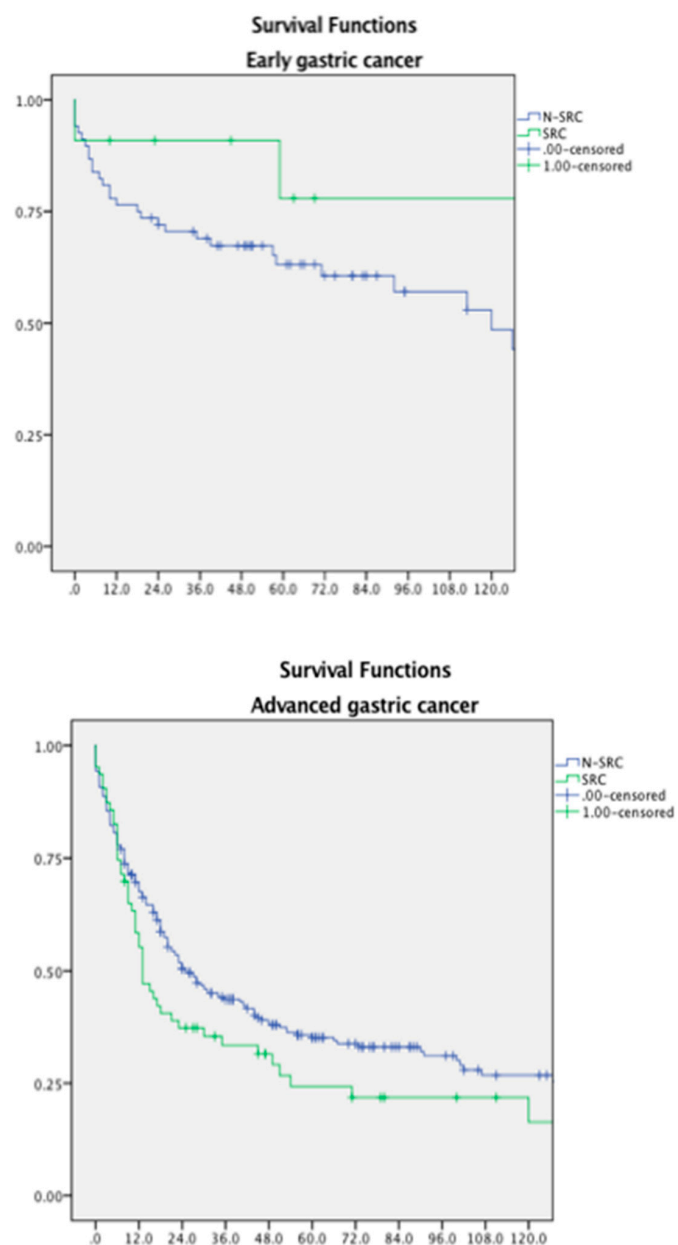 Survival Functions
Early gastric cancer
1.00
0.75
0.50
0.25
0.00
N-SRC
SRC
.00-censored
1.00-censored
.0 12.0 24.0 36.0 48.0 60.0 72.0 84.0 96.0 108.0 120.0
Survival Functions
Advanced gastric cancer
1.00
0.75
0.50
0.25
0.00
N-SRC
SRC
.00-censored
1.00-censored
.0 12.0 24.0 36.0 48.0 60.0 72.0 84.0 96.0 108.0 120.0